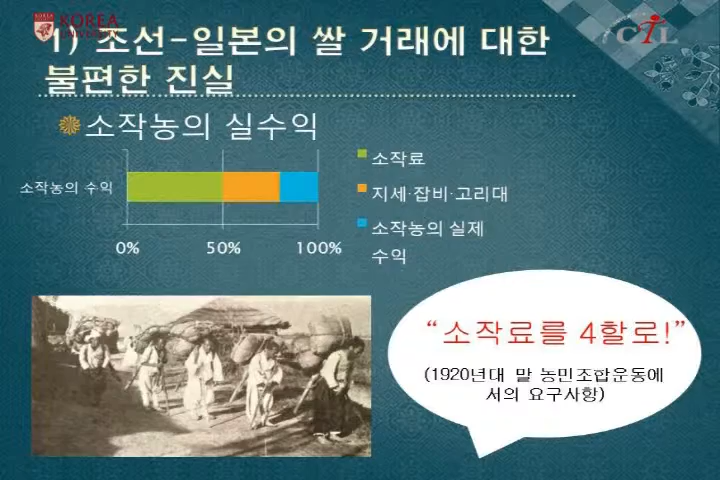 KOREA
UNIVERSITY
CTL
1) 조선-일본의 쌀 거래에 대한
불편한 진실
소작농의 실수익
소작농의 수익
0%
50%
100%
소작료
지세·잡비·고리대
소작농의 실제
수익
“소작료를 4할로!”
(1920년대 말 농민조합운동에
서의 요구사항)